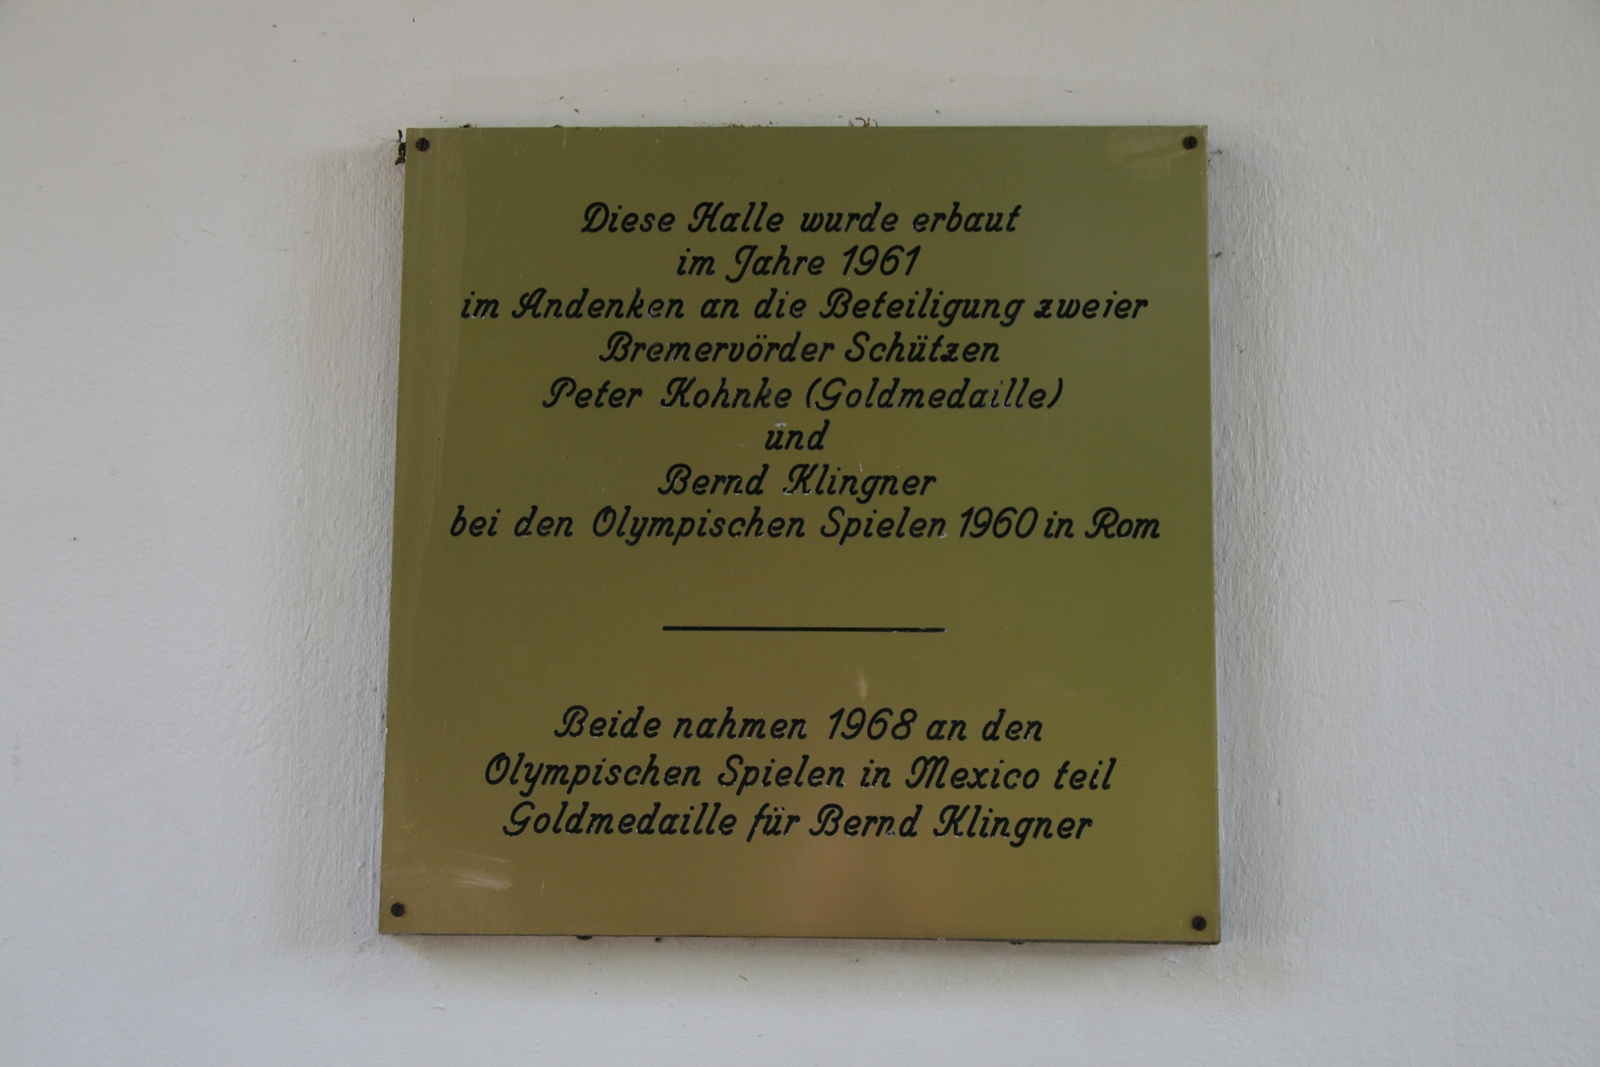 Diese Halle wurde erbaut
im Jahre 1961
im Andenken an die Beteiligung zweier
Bremervörder Schützen
Peter Kohnke (Goldmedaille)
und
Bernd Klingner
bei den Olympischen Spielen 1960 in Rom
Beide nahmen 1968 an den
Olympischen Spielen in Mexico teil
Goldmedaille für Bernd Klingner